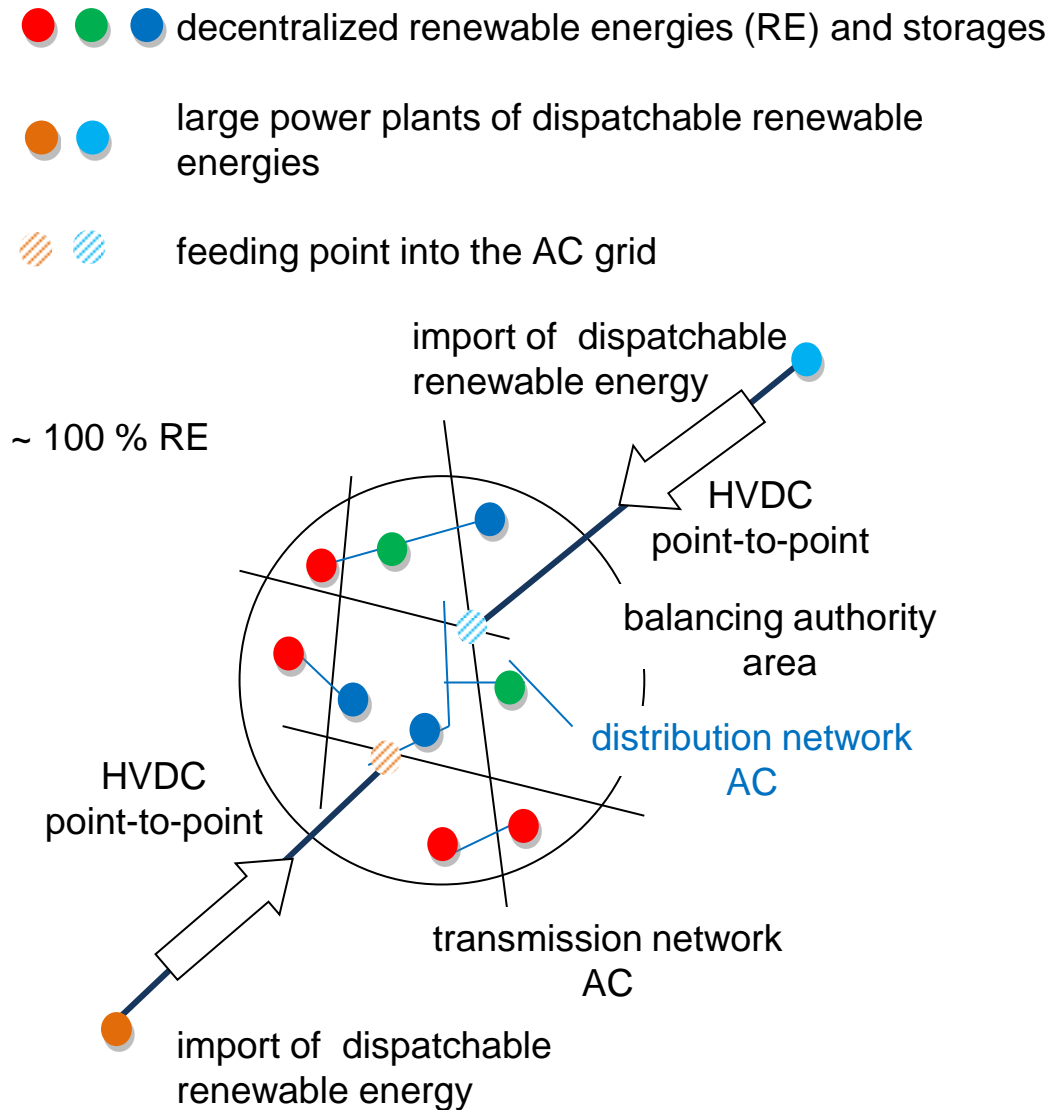 decentralized renewable energies (RE) and storages
large power plants of dispatchable renewable
energies
feeding point into the AC grid
import of dispatchable
renewable energy
~ 100 % RE
HVDC
point-to-point
balancing authority
area
distribution network
AC
HVDC
point-to-point
transmission network
AC
import of dispatchable
renewable energy